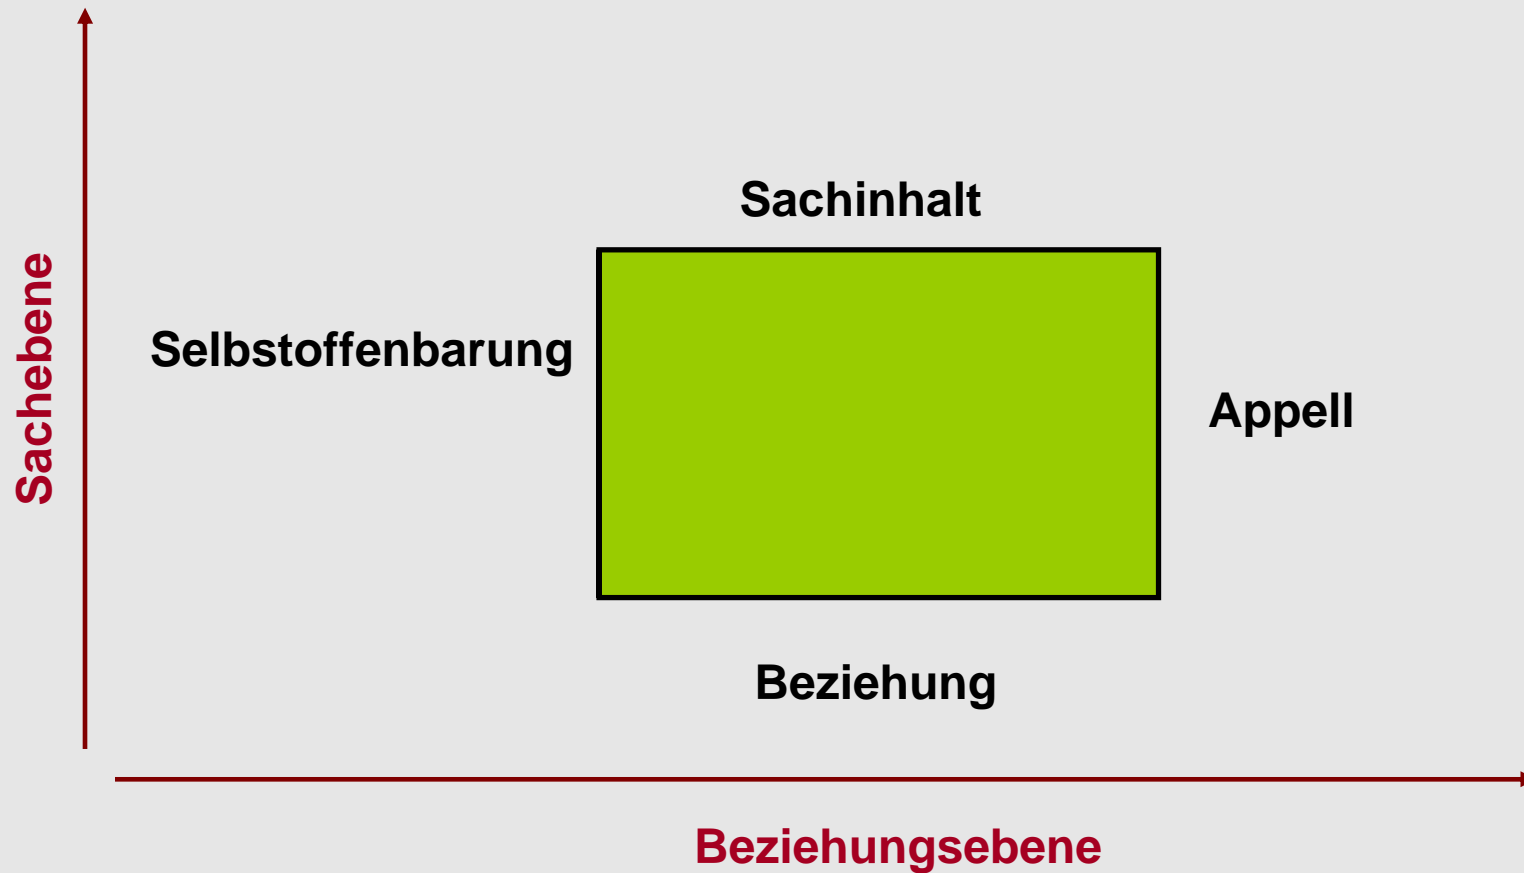 Sachinhalt
Sachebene
Selbstoffenbarung
Appell
Beziehung
Beziehungsebene